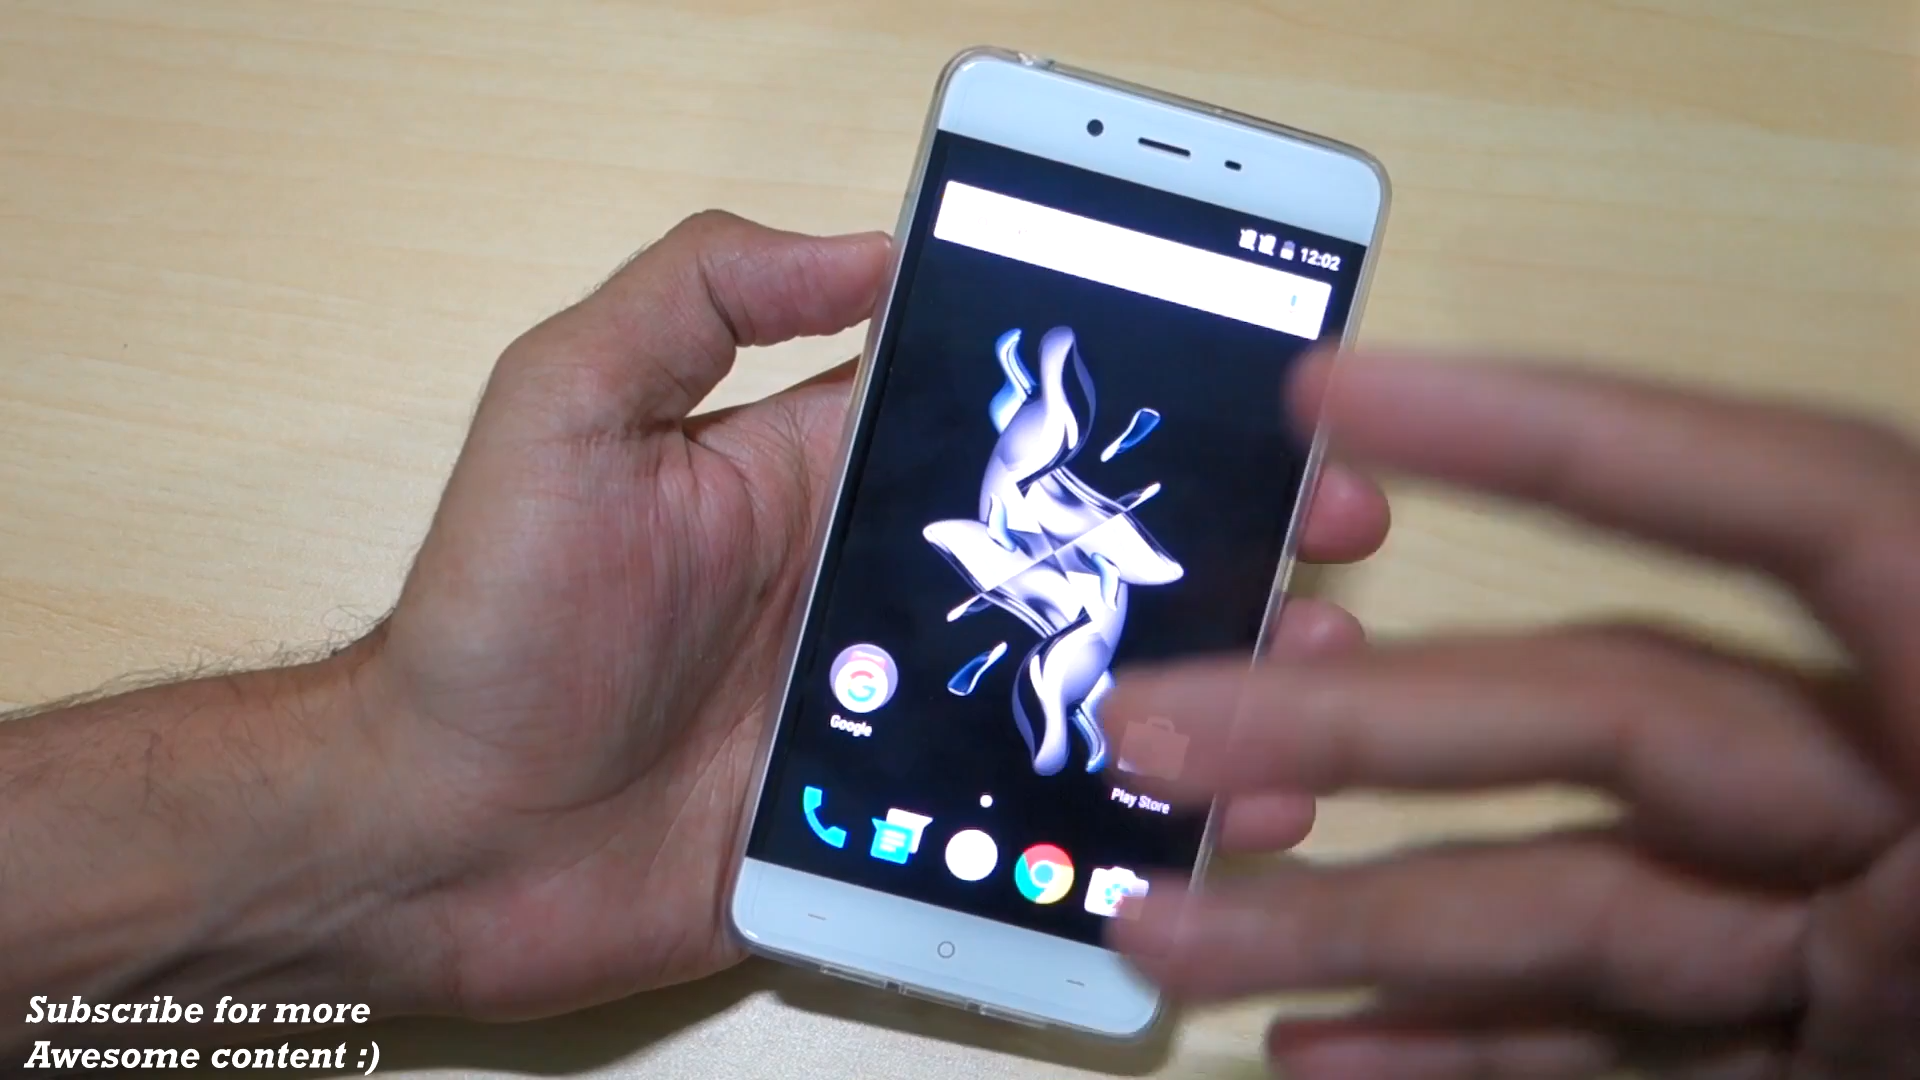 12:02
Google
Play Store
Subscribe for more
Awesome content :)